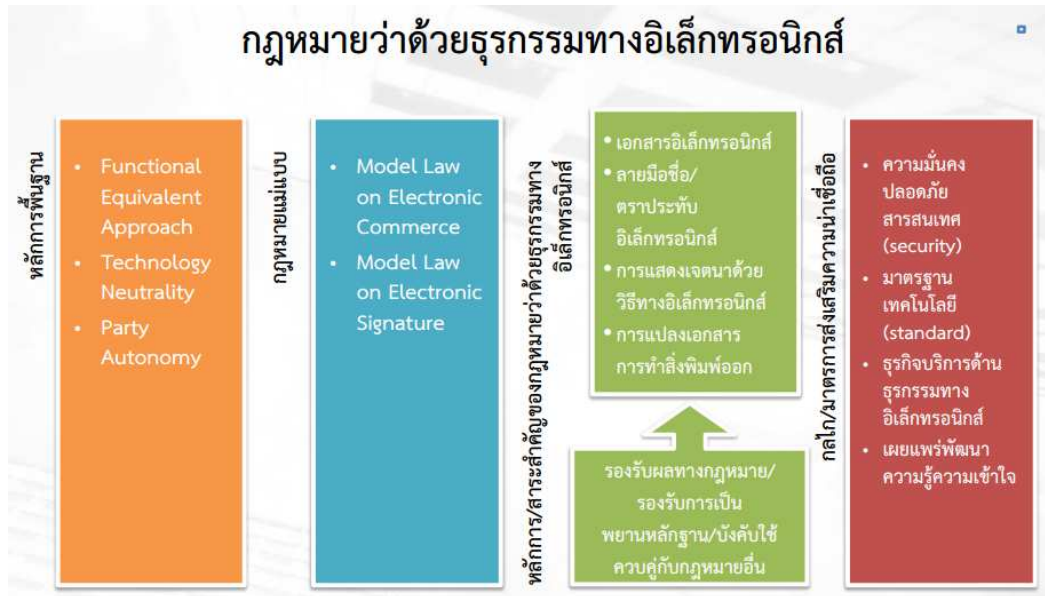 กฎหมายว่าด้วยธุรกรรมทางอิเล็กทรอนิกส์
หลักการพื้นฐาน
• Functional
Equivalent
Approach
• Technology
Neutrality
• Party
Autonomy
กฎหมายแม่แบบ
• Model Law
on Electronic
Commerce
• Model Law
on Electronic
Signature
หลักการ/สาระสำคัญของกฎหมายว่าด้วยธุรกรรมทาง
อิเล็กทรอนิกส์
• เอกสารอิเล็กทรอนิกส์
• ลายมือชื่อ/
ตราประทับ
อิเล็กทรอนิกส์
• การแสดงเจตนาด้วย
วิธีทางอิเล็กทรอนิกส์
• การแปลงเอกสาร
การทำสิ่งพิมพ์ออก
รองรับผลทางกฎหมาย/
รองรับการเป็น
พยานหลักฐาน/บังคับใช้
ควบคู่กับกฎหมายอื่น
กลไก/มาตรการส่งเสริมความน่าเชื่อถือ
• ความมั่นคง
ปลอดภัย
สารสนเทศ
(security)
• มาตรฐาน
เทคโนโลยี
(standard)
• ธุรกิจบริการด้าน
ธุรกรรมทาง
อิเล็กทรอนิกส์
• เผยแพร่พัฒนา
ความรู้ความเข้าใจ